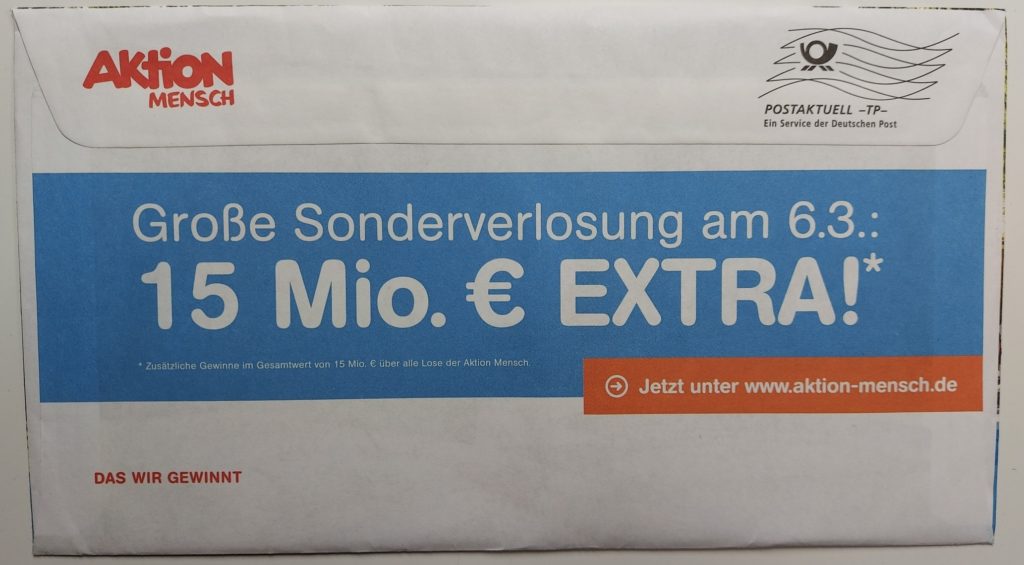 AKtiON
MENSCH
POSTAKTUELL –TP–
Ein Service der Deutschen Post
Große Sonderverlosung am 6.3.:
15 Mio. € EXTRA!*
* Zusätzliche Gewinne im Gesamtwert von 15 Mio. € über alle Lose der Aktion Mensch.
Jetzt unter www.aktion-mensch.de
DAS WIR GEWINNT